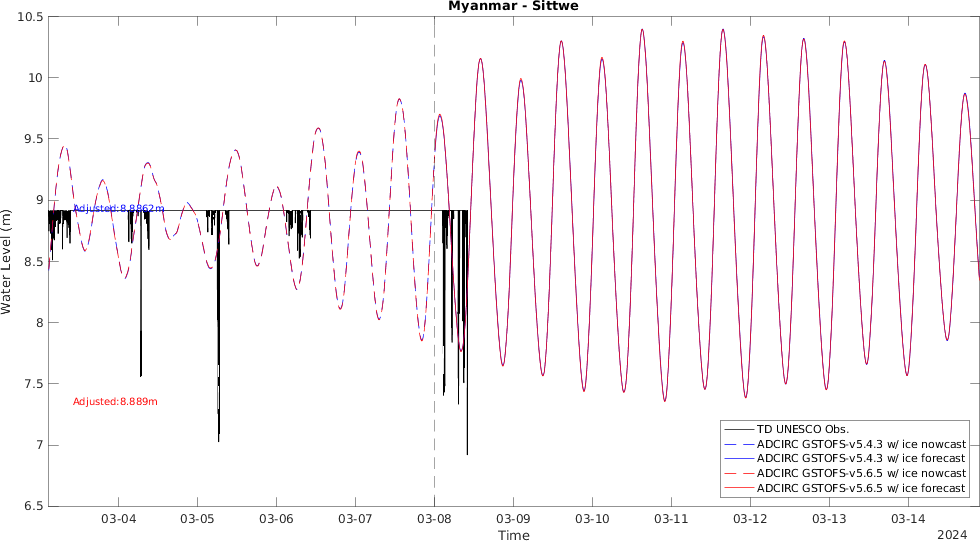 Myanmar - Sittwe
10.5
10
9.5
9
8.5
8
7.5
7
6.5
Water Level (m)
Adjusted:8.8862m
Adjusted:8.889m
TD UNESCO Obs.
ADCIRC GSTOFS-v5.4.3 w/ ice nowcast
ADCIRC GSTOFS-v5.4.3 w/ ice forecast
ADCIRC GSTOFS-v5.6.5 w/ ice nowcast
ADCIRC GSTOFS-v5.6.5 w/ ice forecast
03-04 03-05 03-06 03-07 03-08 03-09 03-10 03-11 03-12 03-13 03-14
Time
2024